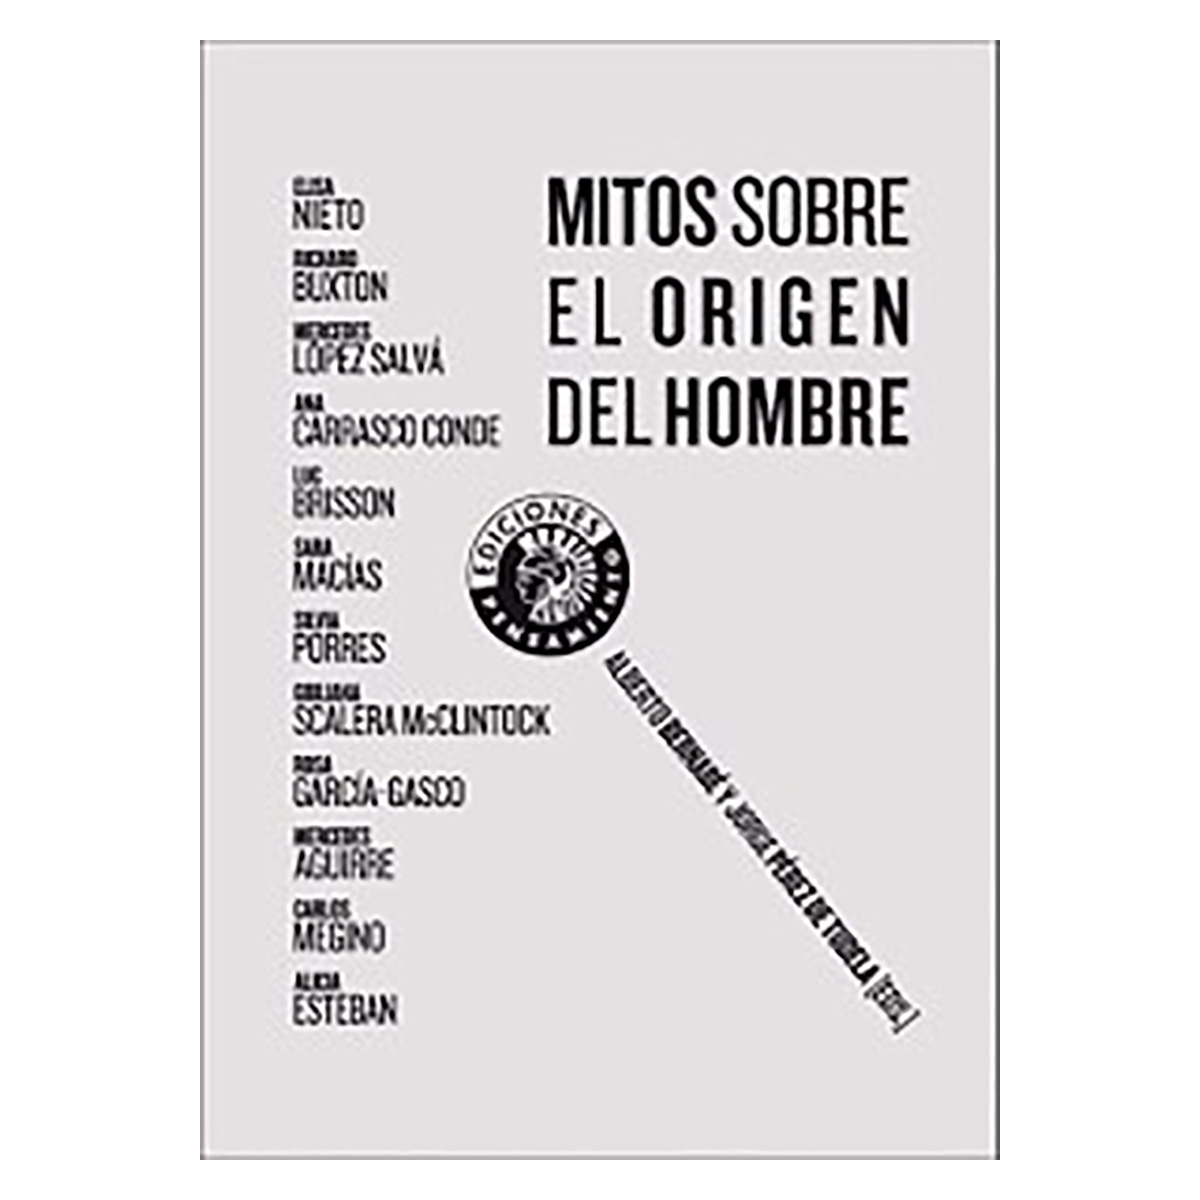 MITOS SOBRE
EL ORIGEN
DEL HOMBRE
ELISA
NIETO
RICHARD
BUXTON
MERCEDES
LÓPEZ SALVÁ
ANA
CARRASCO CONDE
LUC
BRISSON
SARA
MACÍAS
SILVIA
PORRES
GIULIANA
SCALERA McCLINTOCK
ROSA
GARCÍA-GASCO
MERCEDES
AGUIRRE
CARLOS
MEGINO
ALICIA
ESTEBAN
EDICIONES
PENSAMIENTO
ALBERTO BERNABÉ Y JORGE PÉREZ DE TUDELA [EDS.]